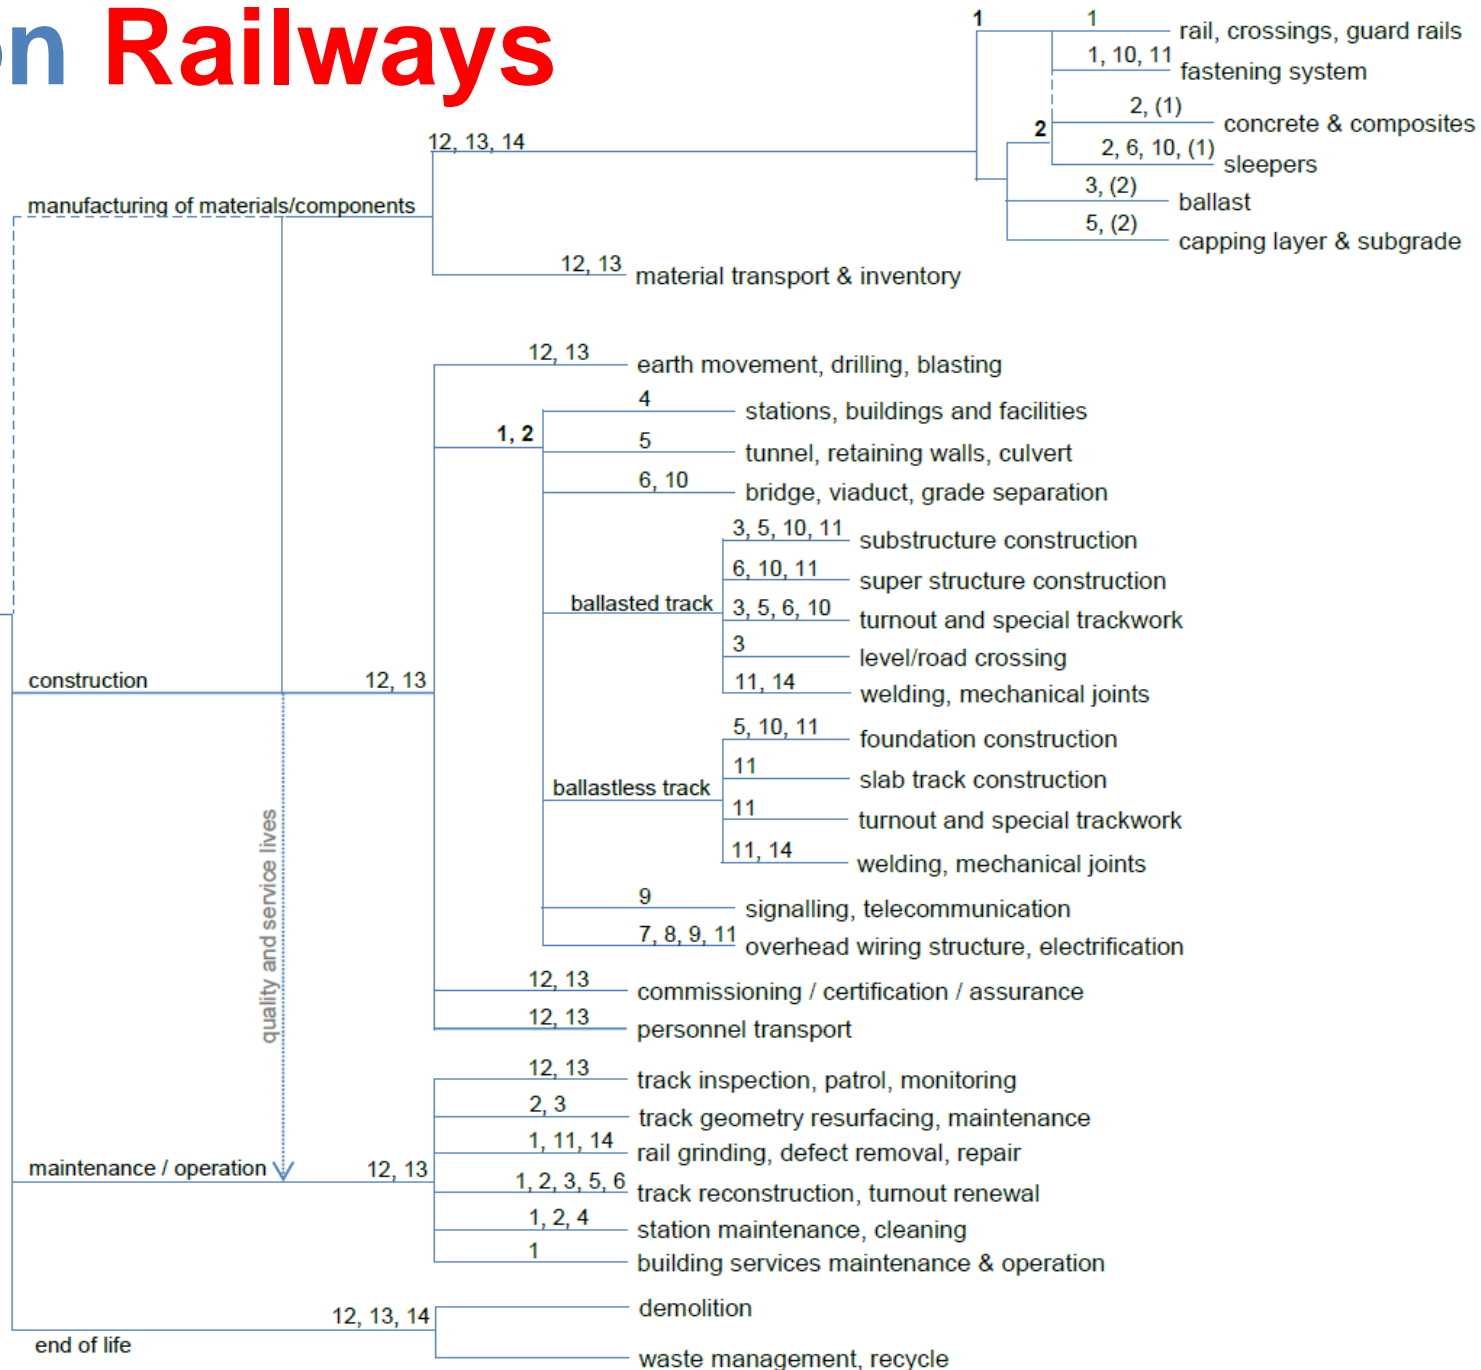 on Railways
1
1
rail, crossings, guard rails
1, 10, 11
fastening system
2, (1)
concrete & composites
2
2, 6, 10, (1)
sleepers
3, (2)
ballast
5, (2)
capping layer & subgrade
12, 13, 14
manufacturing of materials/components
12, 13
material transport & inventory
12, 13
earth movement, drilling, blasting
4
stations, buildings and facilities
1, 2
5
tunnel, retaining walls, culvert
6, 10
bridge, viaduct, grade separation
3, 5, 10, 11
substructure construction
6, 10, 11
super structure construction
ballasted track
3, 5, 6, 10
turnout and special trackwork
3
level/road crossing
construction
12, 13
11, 14
welding, mechanical joints
5, 10, 11
foundation construction
11
slab track construction
ballastless track
11
turnout and special trackwork
11, 14
welding, mechanical joints
quality and service lives
9
signalling, telecommunication
7, 8, 9, 11
overhead wiring structure, electrification
12, 13
commissioning / certification / assurance
12, 13
personnel transport
12, 13
track inspection, patrol, monitoring
2, 3
track geometry resurfacing, maintenance
1, 11, 14
rail grinding, defect removal, repair
maintenance / operation
12, 13
1, 2, 3, 5, 6
track reconstruction, turnout renewal
1, 2, 4
station maintenance, cleaning
1
building services maintenance & operation
12, 13, 14
demolition
end of life
waste management, recycle